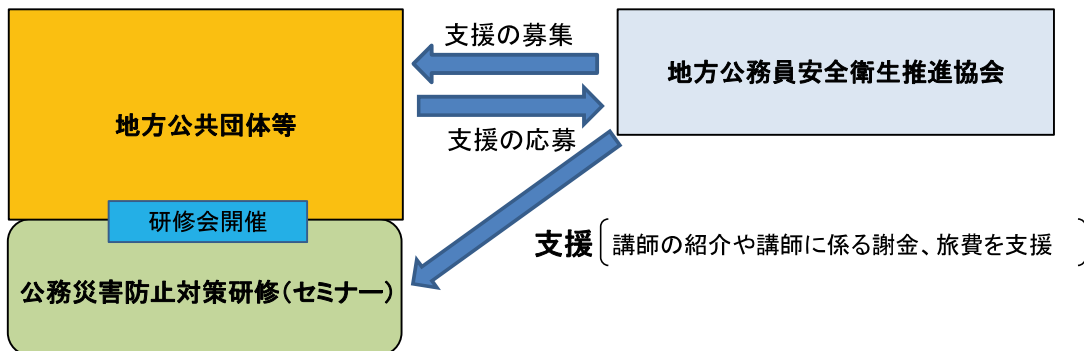 支援の募集
地方公務員安全衛生推進協会
地方公共団体等
支援の応募
研修会開催
支援（講師の紹介や講師に係る謝金、旅費を支援）
公務災害防止対策研修（セミナー）